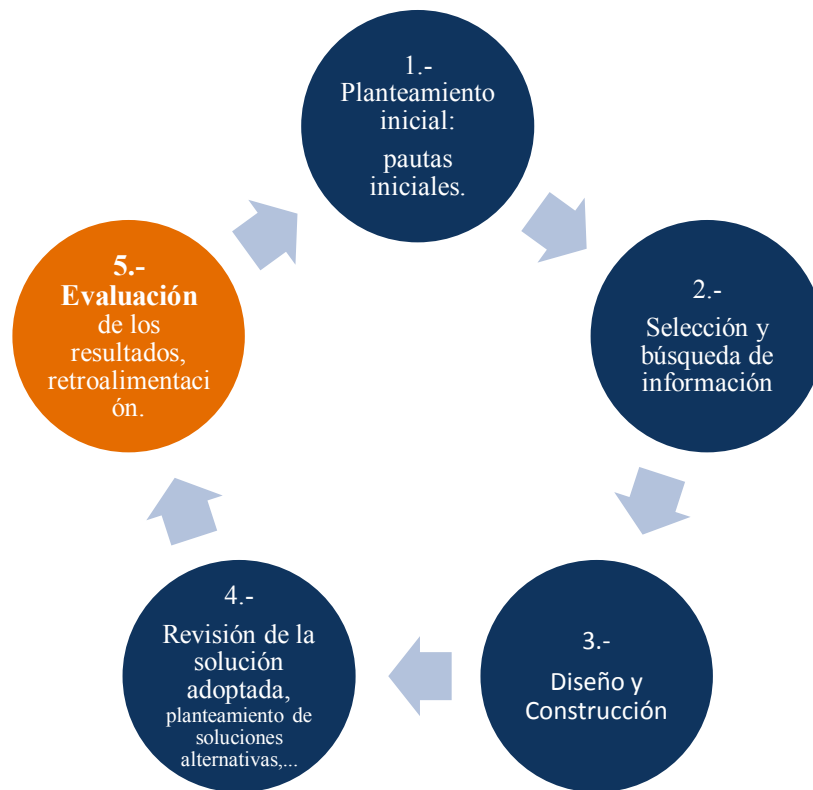 1.-
Planteamiento
inicial:
pautas
iniciales.
2.-
Selección y
búsqueda de
información
3.-
Diseño y
Construcción
4.-
Revisión de la
solución
adoptada,
planteamiento de
soluciones
alternativas,...
5.-
Evaluación
de los
resultados,
retroalimentaci
ón.